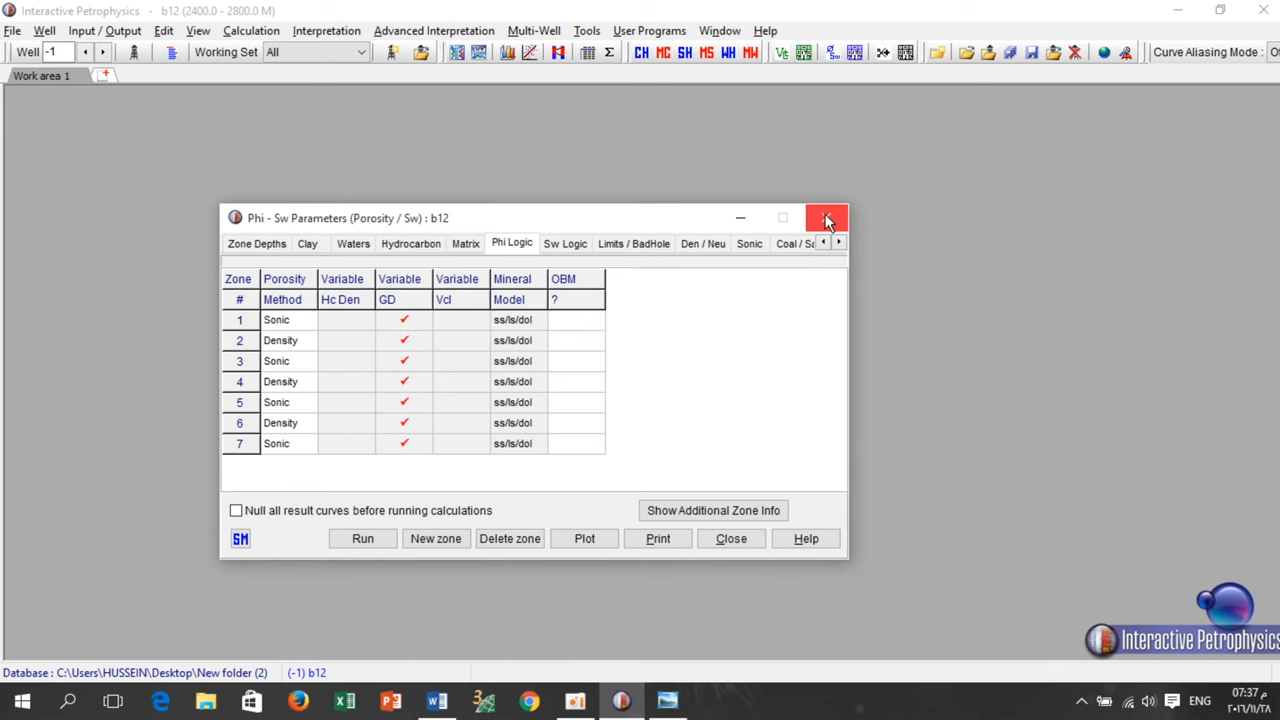 Interactive Petrophysics - b12 (2400.0 - 2800.0 M)
File Well Input / Output Edit View Calculation Interpretation Advanced Interpretation Multi-Well Tools User Programs Window Help
Well -1 Working Set All CH MC SH MS WH MW Curve Aliasing Mode :
Work area 1
Phi - Sw Parameters (Porosity / Sw) : b12
Zone Depths Clay Waters Hydrocarbon Matrix Phi Logic Sw Logic Limits / BadHole Den / Neu Sonic Coal / Sa
Zone Porosity Variable Variable Variable Mineral OBM
# Method Hc Den GD Vcl Model ?
1 Sonic ✓ ss/ls/dol
2 Density ✓ ss/ls/dol
3 Sonic ✓ ss/ls/dol
4 Density ✓ ss/ls/dol
5 Sonic ✓ ss/ls/dol
6 Density ✓ ss/ls/dol
7 Sonic ✓ ss/ls/dol
Null all result curves before running calculations Show Additional Zone Info
SM Run New zone Delete zone Plot Print Close Help
Interactive Petrophysics
Database : C:\Users\HUSSEIN\Desktop\New folder (2) (-1) b12
ENG 07:37 م
٢٠١٦/١١/٢٨